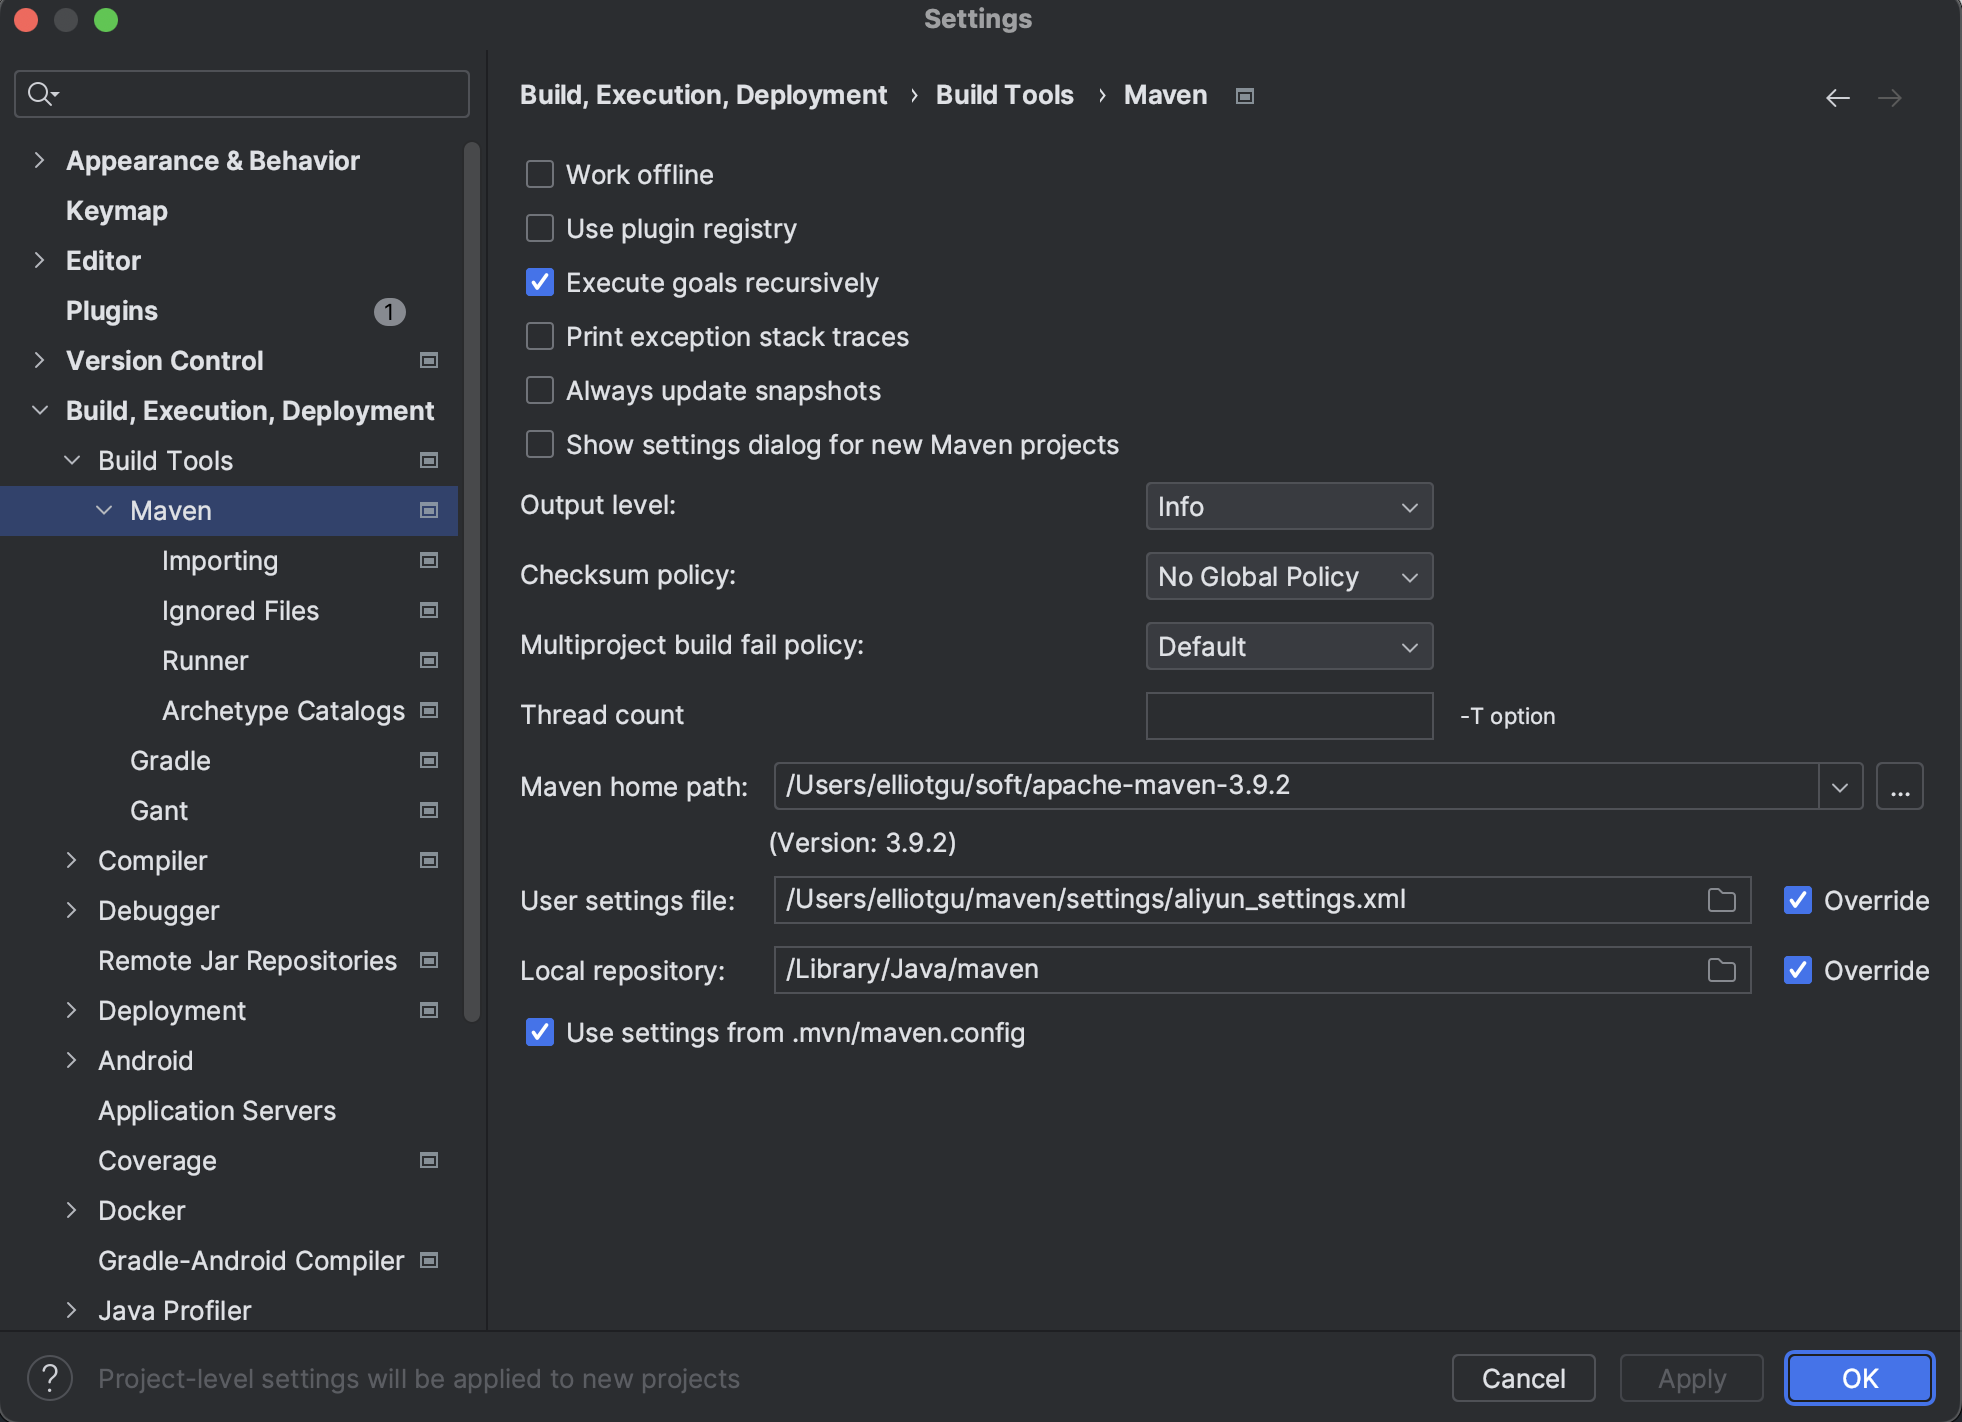 Settings
Appearance & Behavior
Keymap
Editor
Plugins 1
Version Control
Build, Execution, Deployment
Build Tools
Maven
Importing
Ignored Files
Runner
Archetype Catalogs
Gradle
Gant
Compiler
Debugger
Remote Jar Repositories
Deployment
Android
Application Servers
Coverage
Docker
Gradle-Android Compiler
Java Profiler
Build, Execution, Deployment › Build Tools › Maven
Work offline
Use plugin registry
Execute goals recursively
Print exception stack traces
Always update snapshots
Show settings dialog for new Maven projects
Output level: Info
Checksum policy: No Global Policy
Multiproject build fail policy: Default
Thread count -T option
Maven home path: /Users/elliotgu/soft/apache-maven-3.9.2 ...
(Version: 3.9.2)
User settings file: /Users/elliotgu/maven/settings/aliyun_settings.xml Override
Local repository: /Library/Java/maven Override
Use settings from .mvn/maven.config
? Project-level settings will be applied to new projects Cancel Apply OK